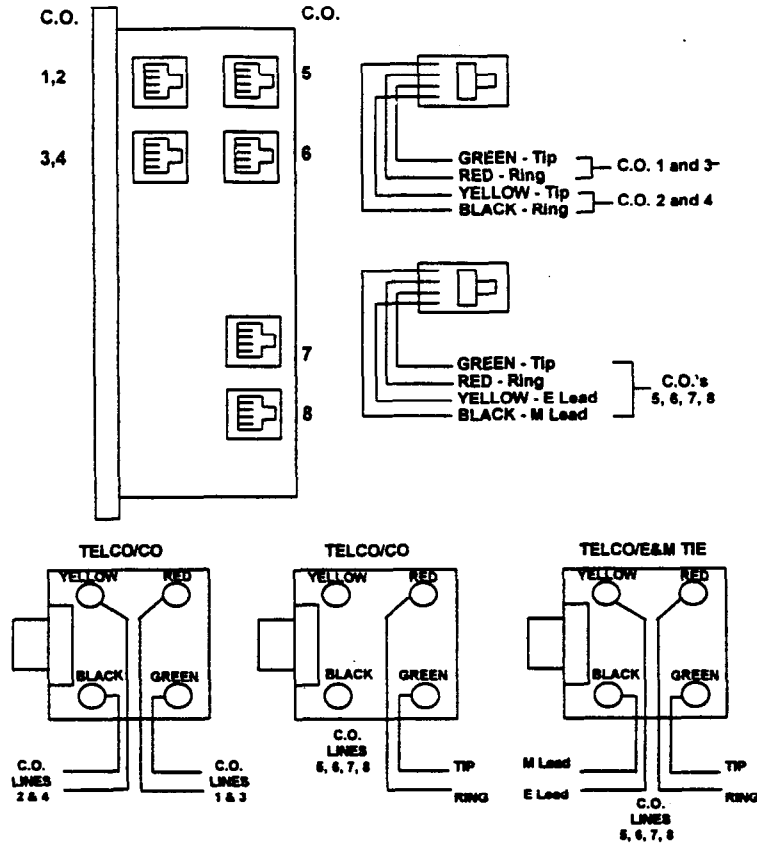 C.O.
C.O.
1,2
5
3,4
6
7
8
GREEN - Tip
RED - Ring
C.O. 1 and 3
YELLOW - Tip
BLACK - Ring
C.O. 2 and 4
GREEN - Tip
RED - Ring
YELLOW - E Lead
BLACK - M Lead
C.O.'s
5, 6, 7, 8
TELCO/CO
YELLOW
RED
BLACK
GREEN
C.O.
LINES
2 & 4
C.O.
LINES
1 & 3
TELCO/CO
YELLOW
RED
BLACK
GREEN
C.O.
LINES
5, 6, 7, 8
TIP
RING
TELCO/E&M TIE
YELLOW
RED
BLACK
GREEN
M Lead
E Lead
C.O.
LINES
5, 6, 7, 8
TIP
RING